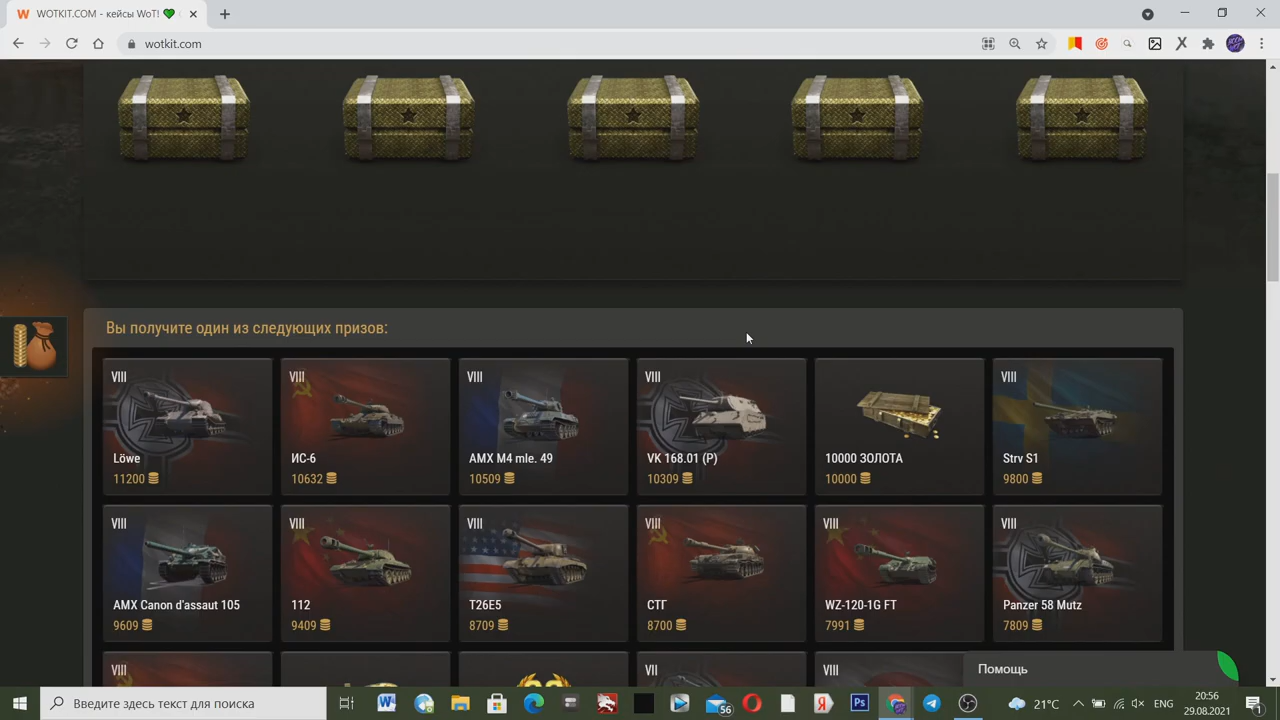 WOTKIT.COM - кейсы WoT! 💚
wotkit.com
Вы получите один из следующих призов:
VIII
Löwe
11200
VIII
ИС-6
10632
VIII
AMX M4 mle. 49
10509
VIII
VK 168.01 (P)
10309
10000 ЗОЛОТА
10000
VIII
Strv S1
9800
VIII
AMX Canon d'assaut 105
9609
VIII
112
9409
VIII
T26E5
8709
VIII
СТГ
8700
VIII
WZ-120-1G FT
7991
VIII
Panzer 58 Mutz
7809
VIII
VII
VIII
Помощь
Введите здесь текст для поиска
56
21°C
ENG
20:56
29.08.2021
1